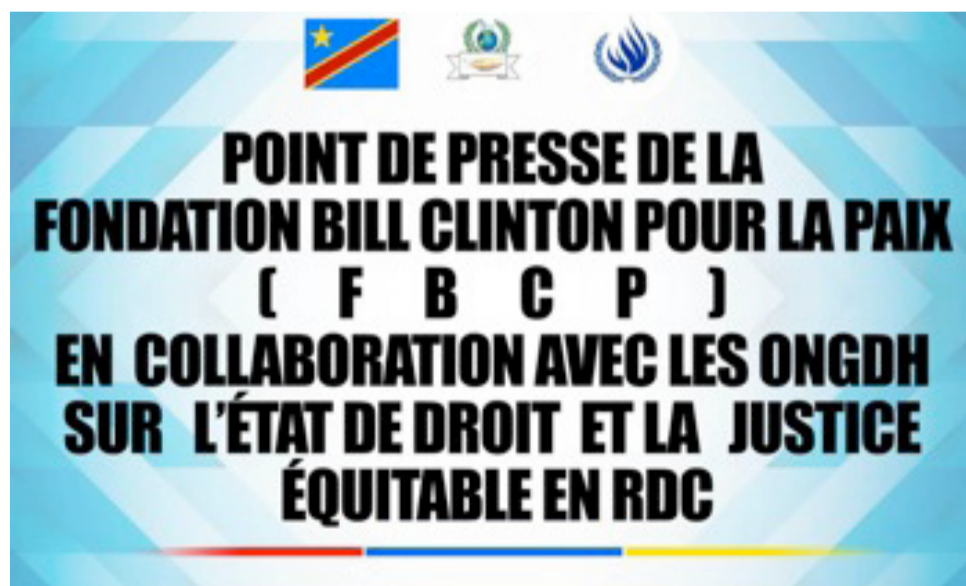 POINT DE PRESSE DE LA
FONDATION BILL CLINTON POUR LA PAIX
( F B C P )
EN COLLABORATION AVEC LES ONGDH
SUR L'ÉTAT DE DROIT ET LA JUSTICE
ÉQUITABLE EN RDC